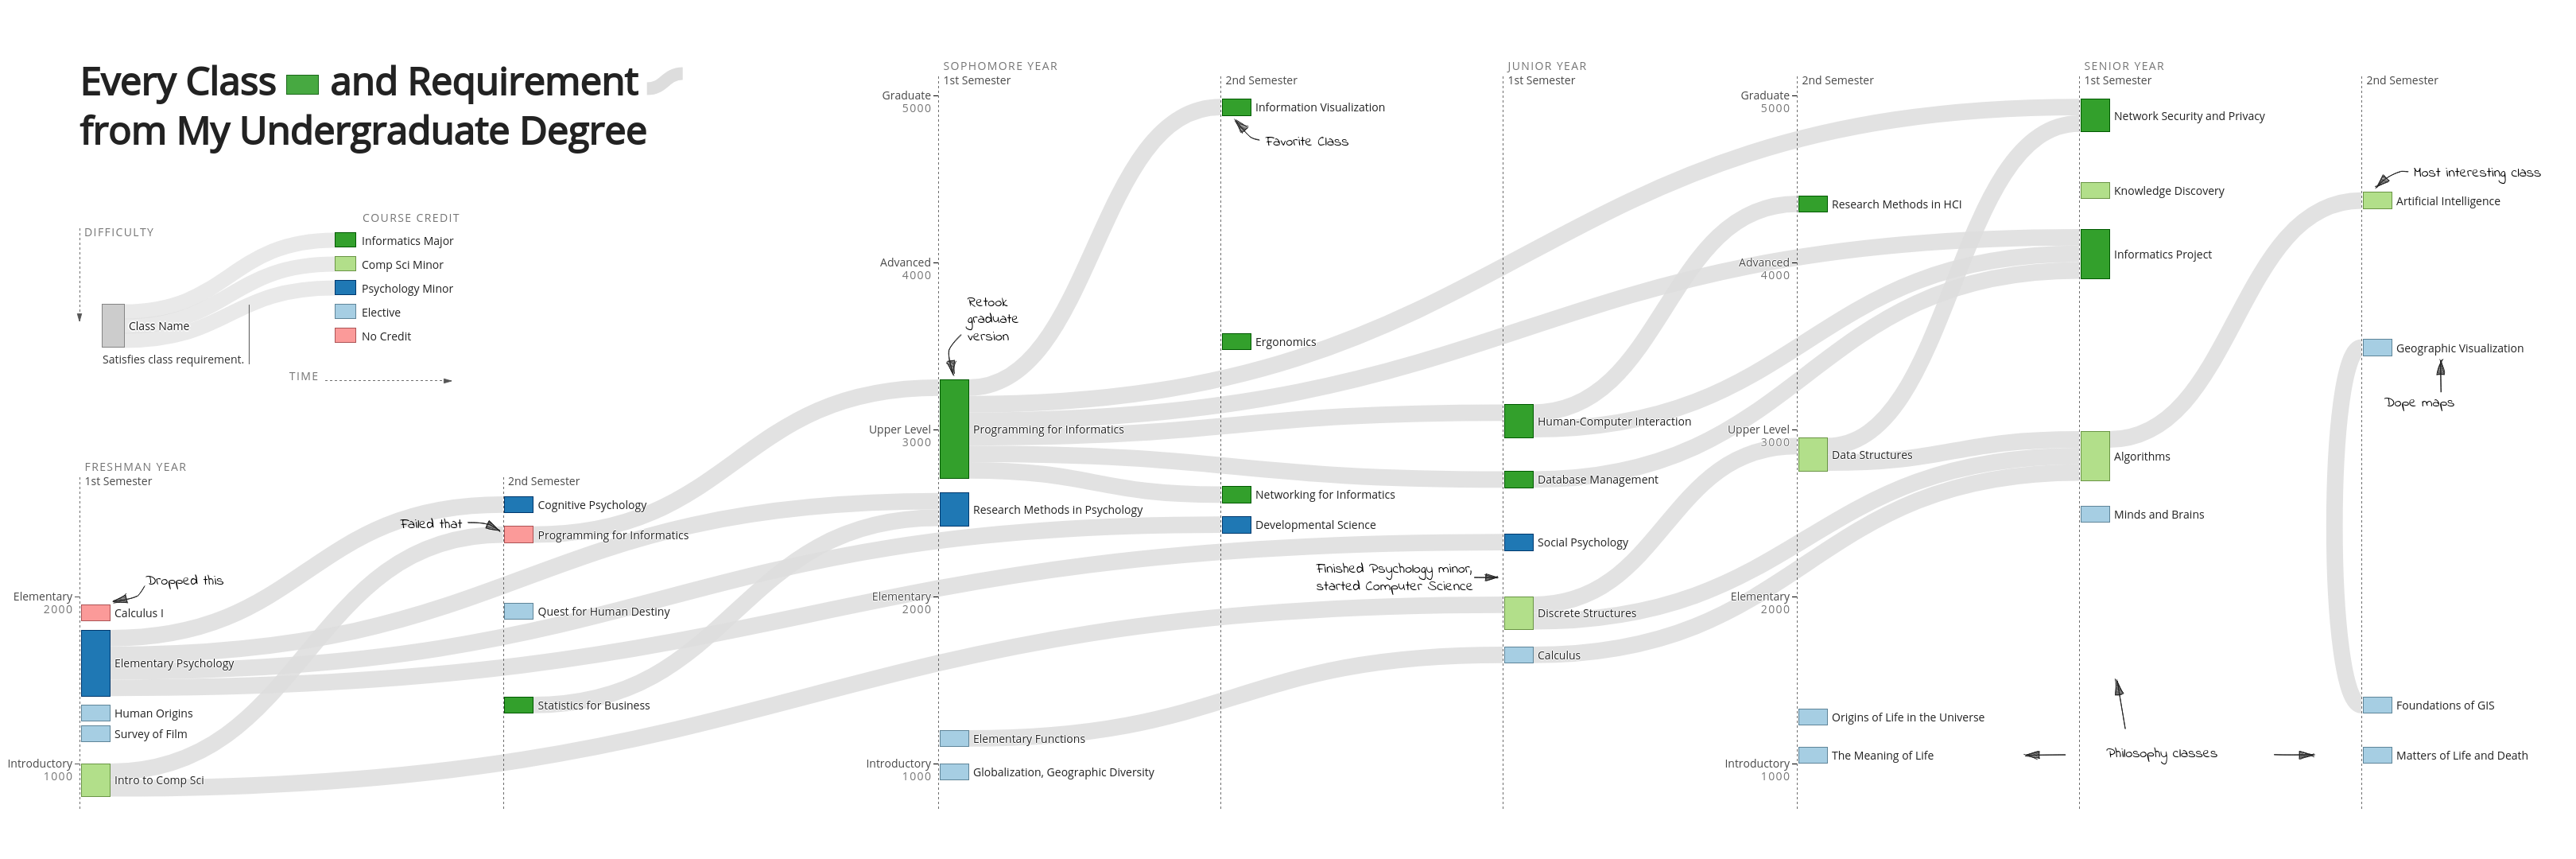 Every Class and Requirement
from My Undergraduate Degree
DIFFICULTY
COURSE CREDIT
Informatics Major
Comp Sci Minor
Psychology Minor
Elective
No Credit
Class Name
Satisfies class requirement.
TIME
FRESHMAN YEAR
1st Semester
Elementary
2000
Introductory
1000
Dropped this
Calculus I
Elementary Psychology
Human Origins
Survey of Film
Intro to Comp Sci
2nd Semester
Cognitive Psychology
Failed that
Programming for Informatics
Quest for Human Destiny
Statistics for Business
SOPHOMORE YEAR
1st Semester
Graduate
5000
Advanced
4000
Upper Level
3000
Elementary
2000
Introductory
1000
Retook
graduate
version
Programming for Informatics
Research Methods in Psychology
Elementary Functions
Globalization, Geographic Diversity
2nd Semester
Information Visualization
Favorite Class
Ergonomics
Networking for Informatics
Developmental Science
JUNIOR YEAR
1st Semester
Human-Computer Interaction
Database Management
Social Psychology
Finished Psychology minor,
started Computer Science
Discrete Structures
Calculus
2nd Semester
Graduate
5000
Advanced
4000
Upper Level
3000
Elementary
2000
Introductory
1000
Research Methods in HCI
Data Structures
Origins of Life in the Universe
The Meaning of Life
SENIOR YEAR
1st Semester
Network Security and Privacy
Knowledge Discovery
Informatics Project
Algorithms
Minds and Brains
Philosophy classes
2nd Semester
Most interesting class
Artificial Intelligence
Geographic Visualization
Dope maps
Foundations of GIS
Matters of Life and Death